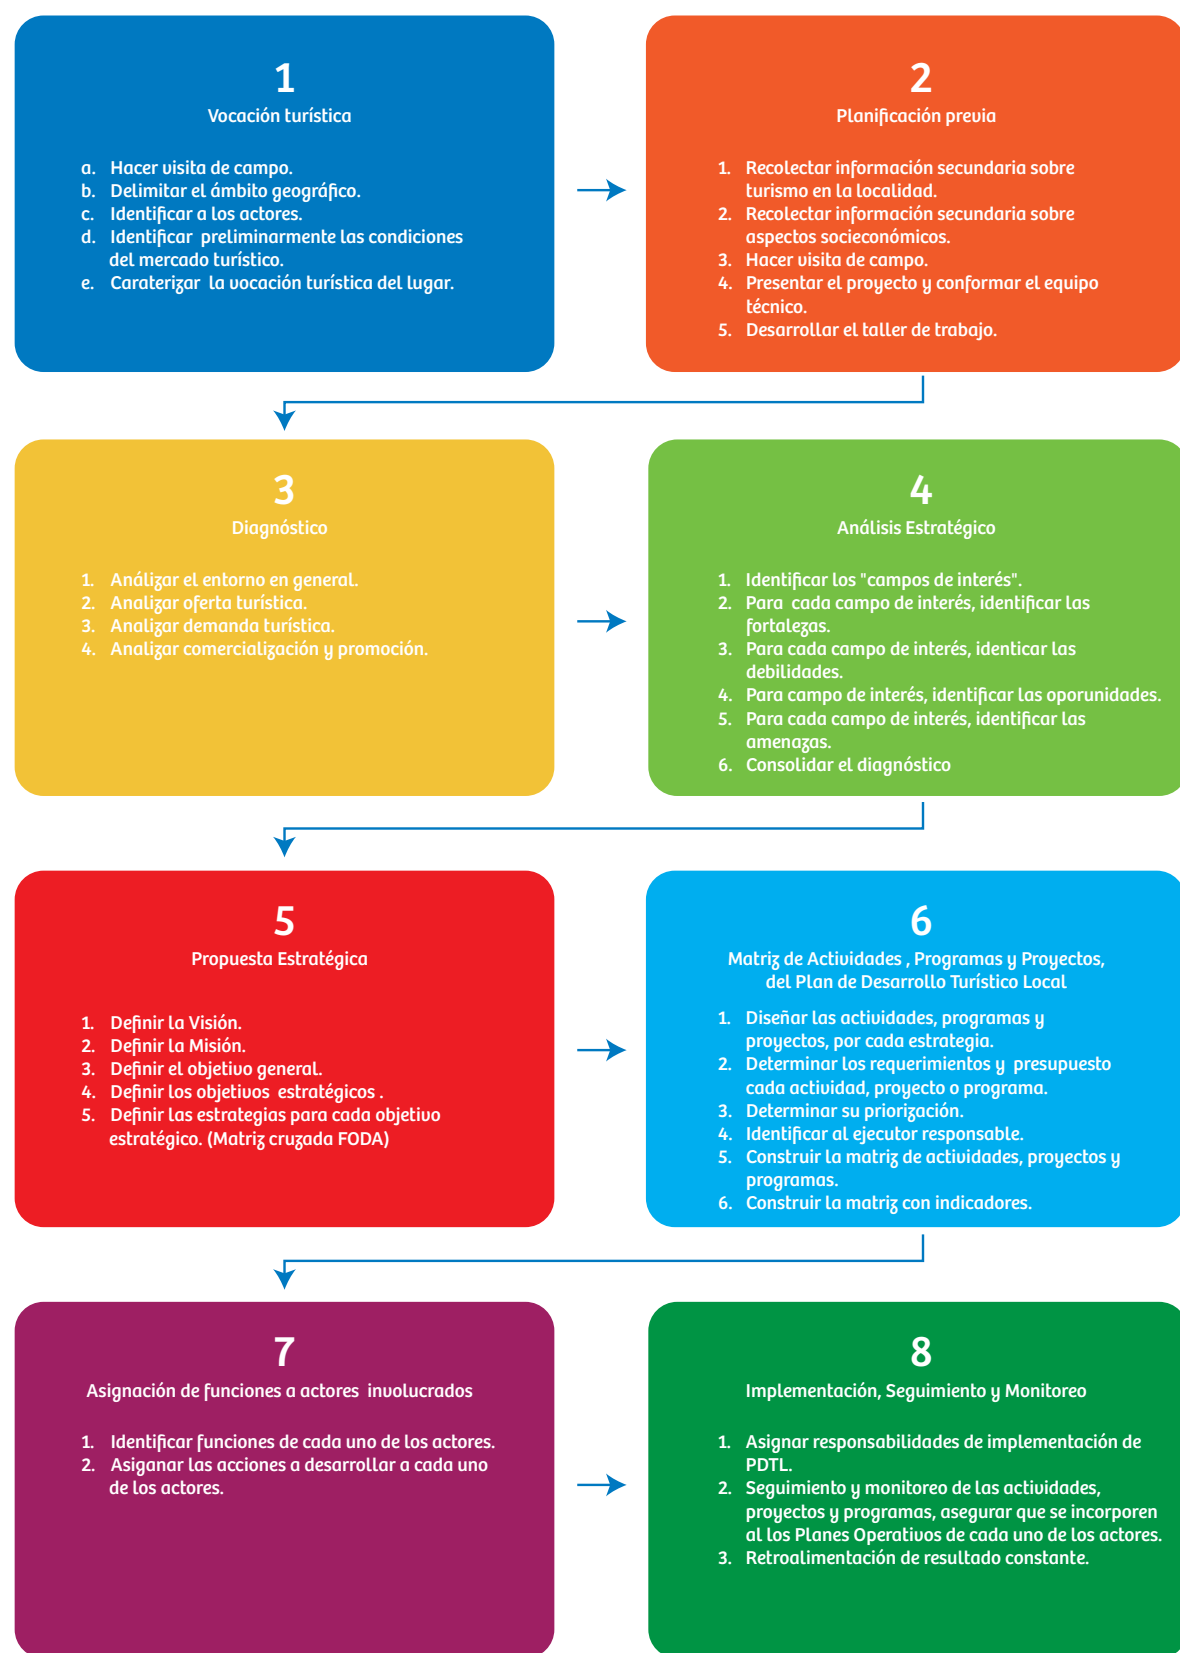 1
Vocación turística
a. Hacer visita de campo.
b. Delimitar el ámbito geográfico.
c. Identificar a los actores.
d. Identificar preliminarmente las condiciones
del mercado turístico.
e. Caraterizar la vocación turística del lugar.
2
Planificación previa
1. Recolectar información secundaria sobre
turismo en la localidad.
2. Recolectar información secundaria sobre
aspectos socieconómicos.
3. Hacer visita de campo.
4. Presentar el proyecto y conformar el equipo
técnico.
5. Desarrollar el taller de trabajo.
3
Diagnóstico
1. Análizar el entorno en general.
2. Analizar oferta turística.
3. Analizar demanda turística.
4. Analizar comercialización y promoción.
4
Análisis Estratégico
1. Identificar los "campos de interés".
2. Para cada campo de interés, identificar las
fortalezas.
3. Para cada campo de interés, identicar las
debilidades.
4. Para campo de interés, identificar las oporunidades.
5. Para cada campo de interés, identificar las
amenazas.
6. Consolidar el diagnóstico
5
Propuesta Estratégica
1. Definir la Visión.
2. Definir la Misión.
3. Definir el objetivo general.
4. Definir los objetivos estratégicos .
5. Definir las estrategias para cada objetivo
estratégico. (Matriz cruzada FODA)
6
Matriz de Actividades , Programas y Proyectos,
del Plan de Desarrollo Turístico Local
1. Diseñar las actividades, programas y
proyectos, por cada estrategia.
2. Determinar los requerimientos y presupuesto
cada actividad, proyecto o programa.
3. Determinar su priorización.
4. Identificar al ejecutor responsable.
5. Construir la matriz de actividades, proyectos y
programas.
6. Construir la matriz con indicadores.
7
Asignación de funciones a actores involucrados
1. Identificar funciones de cada uno de los actores.
2. Asiganar las acciones a desarrollar a cada uno
de los actores.
8
Implementación, Seguimiento y Monitoreo
1. Asignar responsabilidades de implementación de
PDTL.
2. Seguimiento y monitoreo de las actividades,
proyectos y programas, asegurar que se incorporen
al los Planes Operativos de cada uno de los actores.
3. Retroalimentación de resultado constante.